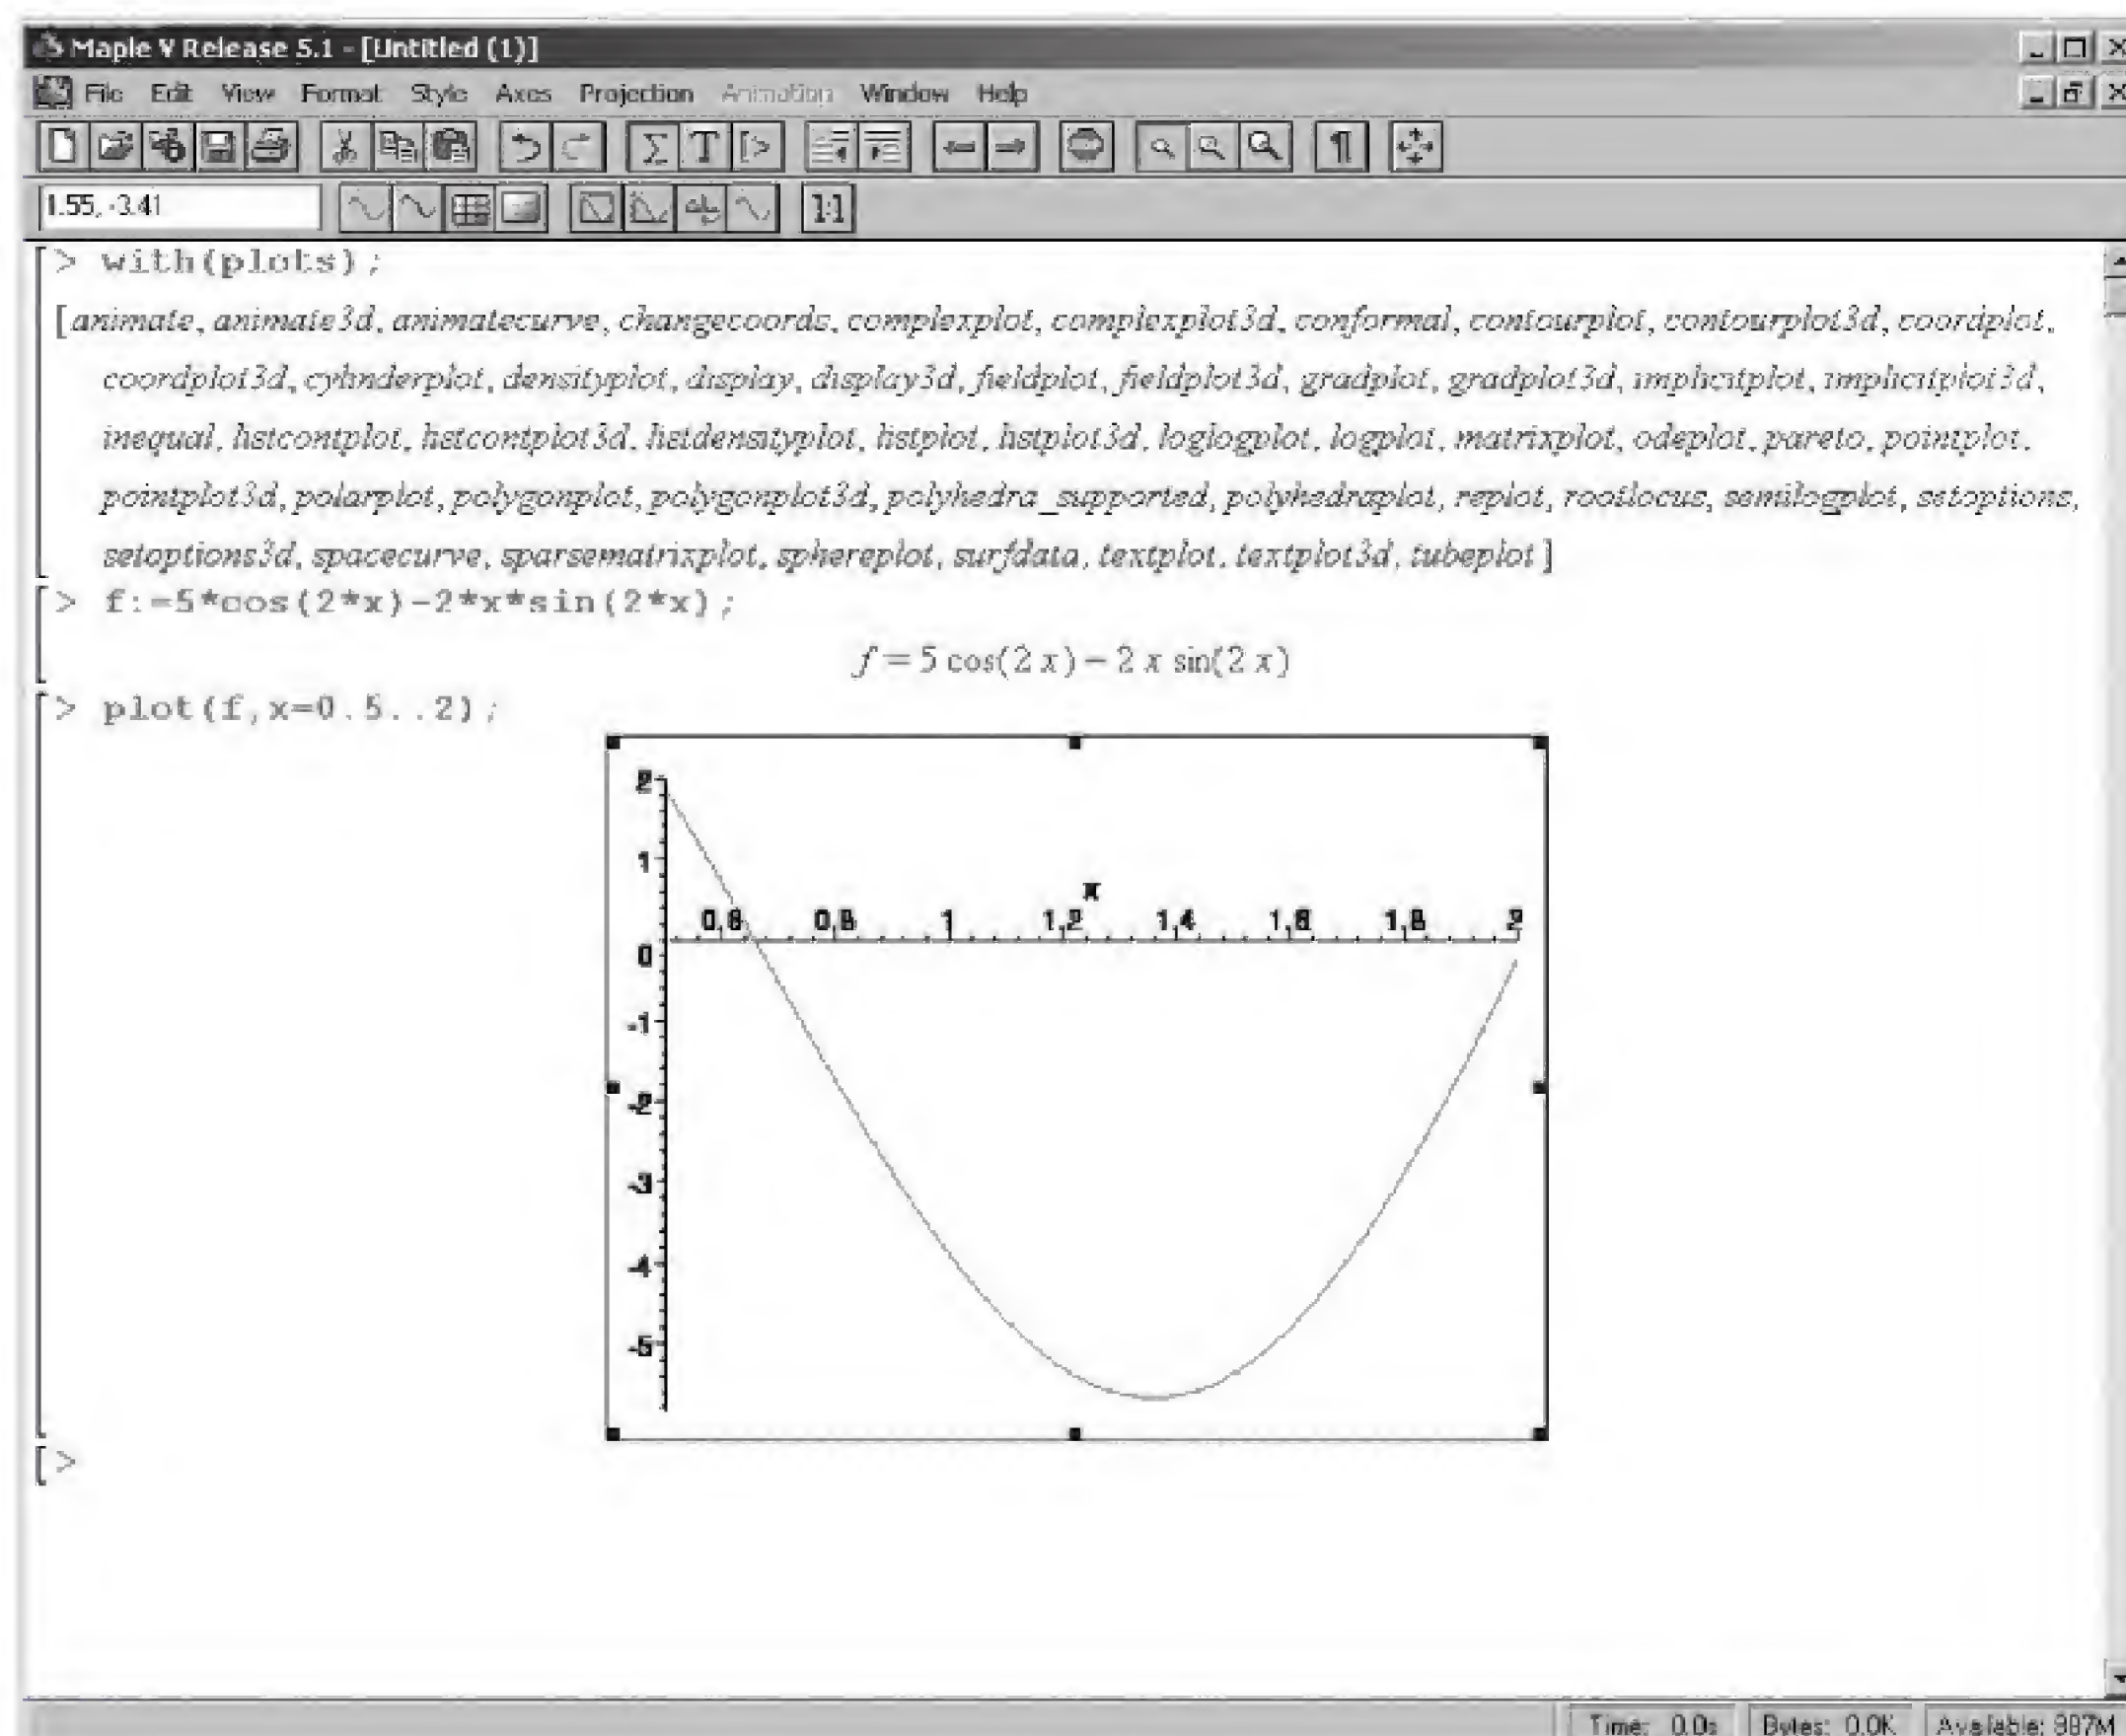 Maple V Release 5.1 - [Untitled (1)]
File Edit View Format Style Axes Projection Animation Window Help
1.55, -3.41
1:1
> with(plots);
[animate, animate3d, animatecurve, changecoords, complexplot, complexplot3d, conformal, contourplot, contourplot3d, coordplot,
coordplot3d, cylinderplot, densityplot, display, display3d, fieldplot, fieldplot3d, gradplot, gradplot3d, implicitplot, implicitplot3d,
inequal, listcontplot, listcontplot3d, listdensityplot, listplot, listplot3d, loglogplot, logplot, matrixplot, odeplot, pareto, pointplot,
pointplot3d, polarplot, polygonplot, polygonplot3d, polyhedra_supported, polyhedraplot, replot, rootlocus, semilogplot, setoptions,
setoptions3d, spacecurve, sparsematrixplot, sphereplot, surfdata, textplot, textplot3d, tubeplot]
> f:=5*cos(2*x)-2*x*sin(2*x);
f = 5 cos(2 x) − 2 x sin(2 x)
> plot(f,x=0.5..2);
2
1
x
0,6 0,8 1 1,2 1,4 1,6 1,8 2
0
-1
-2
-3
-4
-5
>
Time: 0.0s Bytes: 0.0K Available: 987M